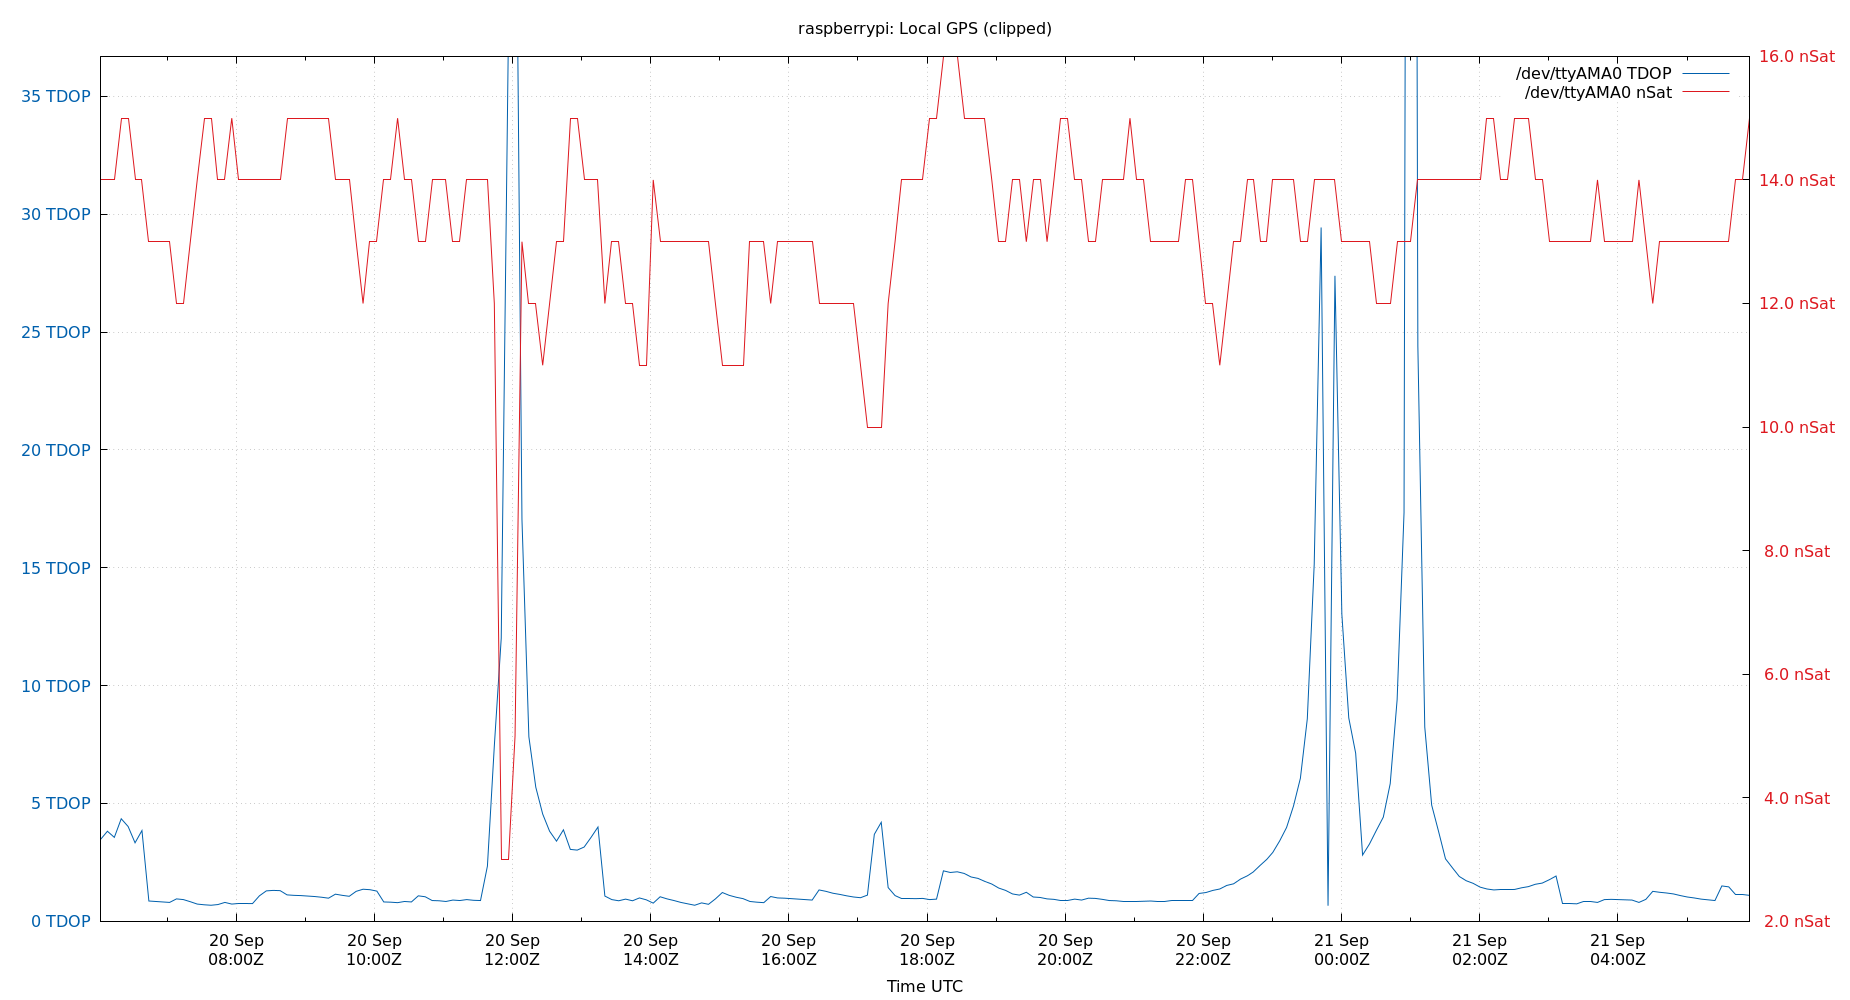 raspberrypi: Local GPS (clipped)
/dev/ttyAMA0 TDOP
/dev/ttyAMA0 nSat
35 TDOP
30 TDOP
25 TDOP
20 TDOP
15 TDOP
10 TDOP
5 TDOP
0 TDOP
16.0 nSat
14.0 nSat
12.0 nSat
10.0 nSat
8.0 nSat
6.0 nSat
4.0 nSat
2.0 nSat
20 Sep
08:00Z
20 Sep
10:00Z
20 Sep
12:00Z
20 Sep
14:00Z
20 Sep
16:00Z
20 Sep
18:00Z
20 Sep
20:00Z
20 Sep
22:00Z
21 Sep
00:00Z
21 Sep
02:00Z
21 Sep
04:00Z
Time UTC